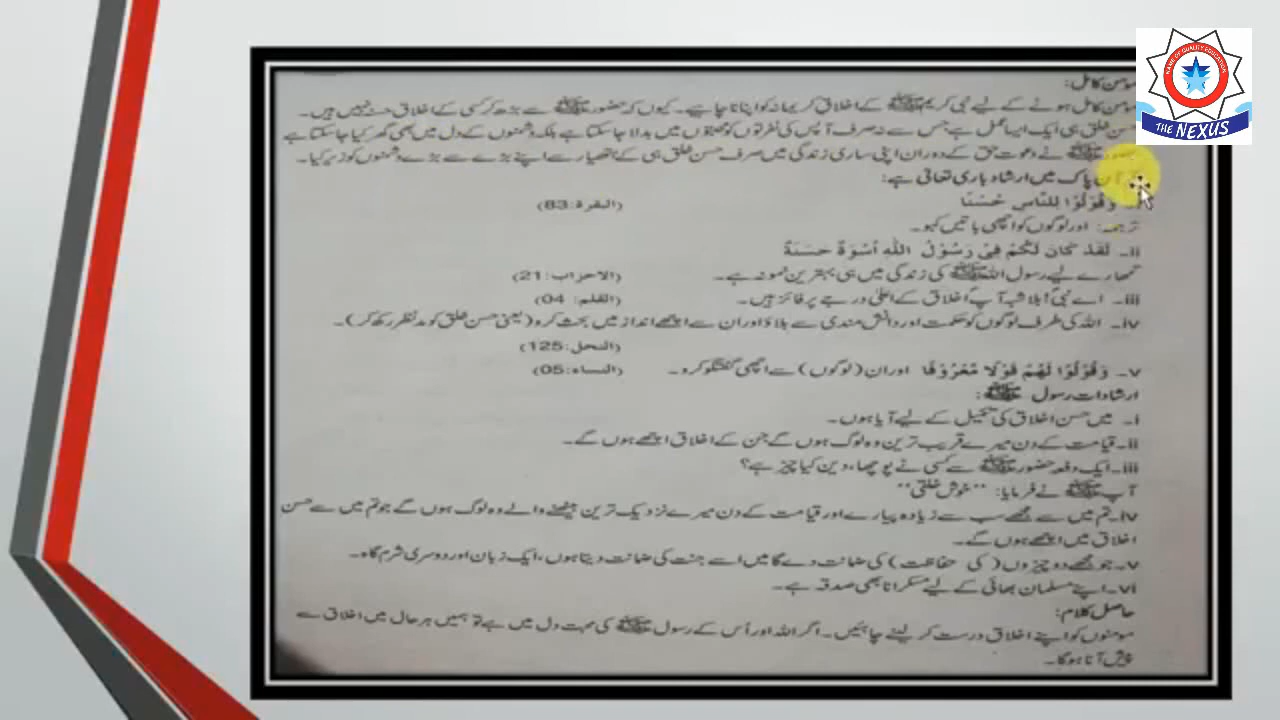 مومن کامل:
مومن کامل ہونے کے لیے نبی کریم ﷺ کے اخلاق کریمانہ کو اپنانا چاہیے۔ کیوں کہ حضور ﷺ سے بڑھ کر کسی کے اخلاق حسنہ نہیں ہیں۔
حسن خلق ہی ایک ایسا عمل ہے جس سے نہ صرف آپس کی نفرتوں کو محبتوں میں بدلا جا سکتا ہے بلکہ دشمنوں کے دل میں بھی گھر کیا جا سکتا ہے
حضور ﷺ نے دعوت حق کے دوران اپنی ساری زندگی میں صرف حسن خلق ہی کے ہتھیار سے اپنے بڑے سے بڑے دشمنوں کو زیر کیا۔
قرآن پاک میں ارشاد باری تعالیٰ ہے:
i۔ وَقُوْلُوْا لِلنَّاسِ حُسْنًا (البقرۃ:83)
ترجمہ: اور لوگوں کو اچھی باتیں کہو۔
ii۔ لَقَدْ كَانَ لَكُمْ فِیْ رَسُوْلُ اللّٰهِ اُسْوَةٌ حَسَنَةٌ
تمھارے لیے رسول اللہ ﷺ کی زندگی میں ہی بہترین نمونہ ہے۔ (الاحزاب:21)
iii۔ اے نبیؐ! بلاشبہ آپؐ اخلاق کے اعلیٰ درجے پر فائز ہیں۔ (القلم: 04)
iv۔ اللہ کی طرف لوگوں کو حکمت اور دانش مندی سے بلاؤ اور ان سے اچھے انداز میں بحث کرو (یعنی حسن خلق کو مدنظر رکھ کر)۔
(النحل:125)
v۔ وَقُوْلُوْا لَهُمْ قَوْلًا مَّعْرُوْفًا اور ان (لوگوں) سے اچھی گفتگو کرو۔ (النساء:05)
ارشادات رسول ﷺ:
i۔ میں حسن اخلاق کی تکمیل کے لیے آیا ہوں۔
ii۔ قیامت کے دن میرے قریب ترین وہ لوگ ہوں گے جن کے اخلاق اچھے ہوں گے۔
iii۔ ایک دفعہ حضور ﷺ سے کسی نے پوچھا، دین کیا چیز ہے؟
آپ ﷺ نے فرمایا: ''خوش خلقی''
iv۔ تم میں سے مجھے سب سے زیادہ پیارے اور قیامت کے دن میرے نزدیک ترین بیٹھنے والے وہ لوگ ہوں گے جو تم میں سے حسن
اخلاق میں اچھے ہوں گے۔
v۔ جو مجھے دو چیزوں (کی حفاظت) کی ضمانت دے گا میں اسے جنت کی ضمانت دیتا ہوں، ایک زبان اور دوسری شرم گاہ۔
vi۔ اپنے مسلمان بھائی کے لیے مسکرانا بھی صدقہ ہے۔
حاصل کلام:
مومنوں کو اپنے اخلاق درست کر لینے چاہئیں۔ اگر اللہ اور اُس کے رسول ﷺ کی محبت دل میں ہے تو ہمیں ہر حال میں اخلاق سے
پیش آنا ہوگا۔
NAME OF QUALITY EDUCATION
THE NEXUS